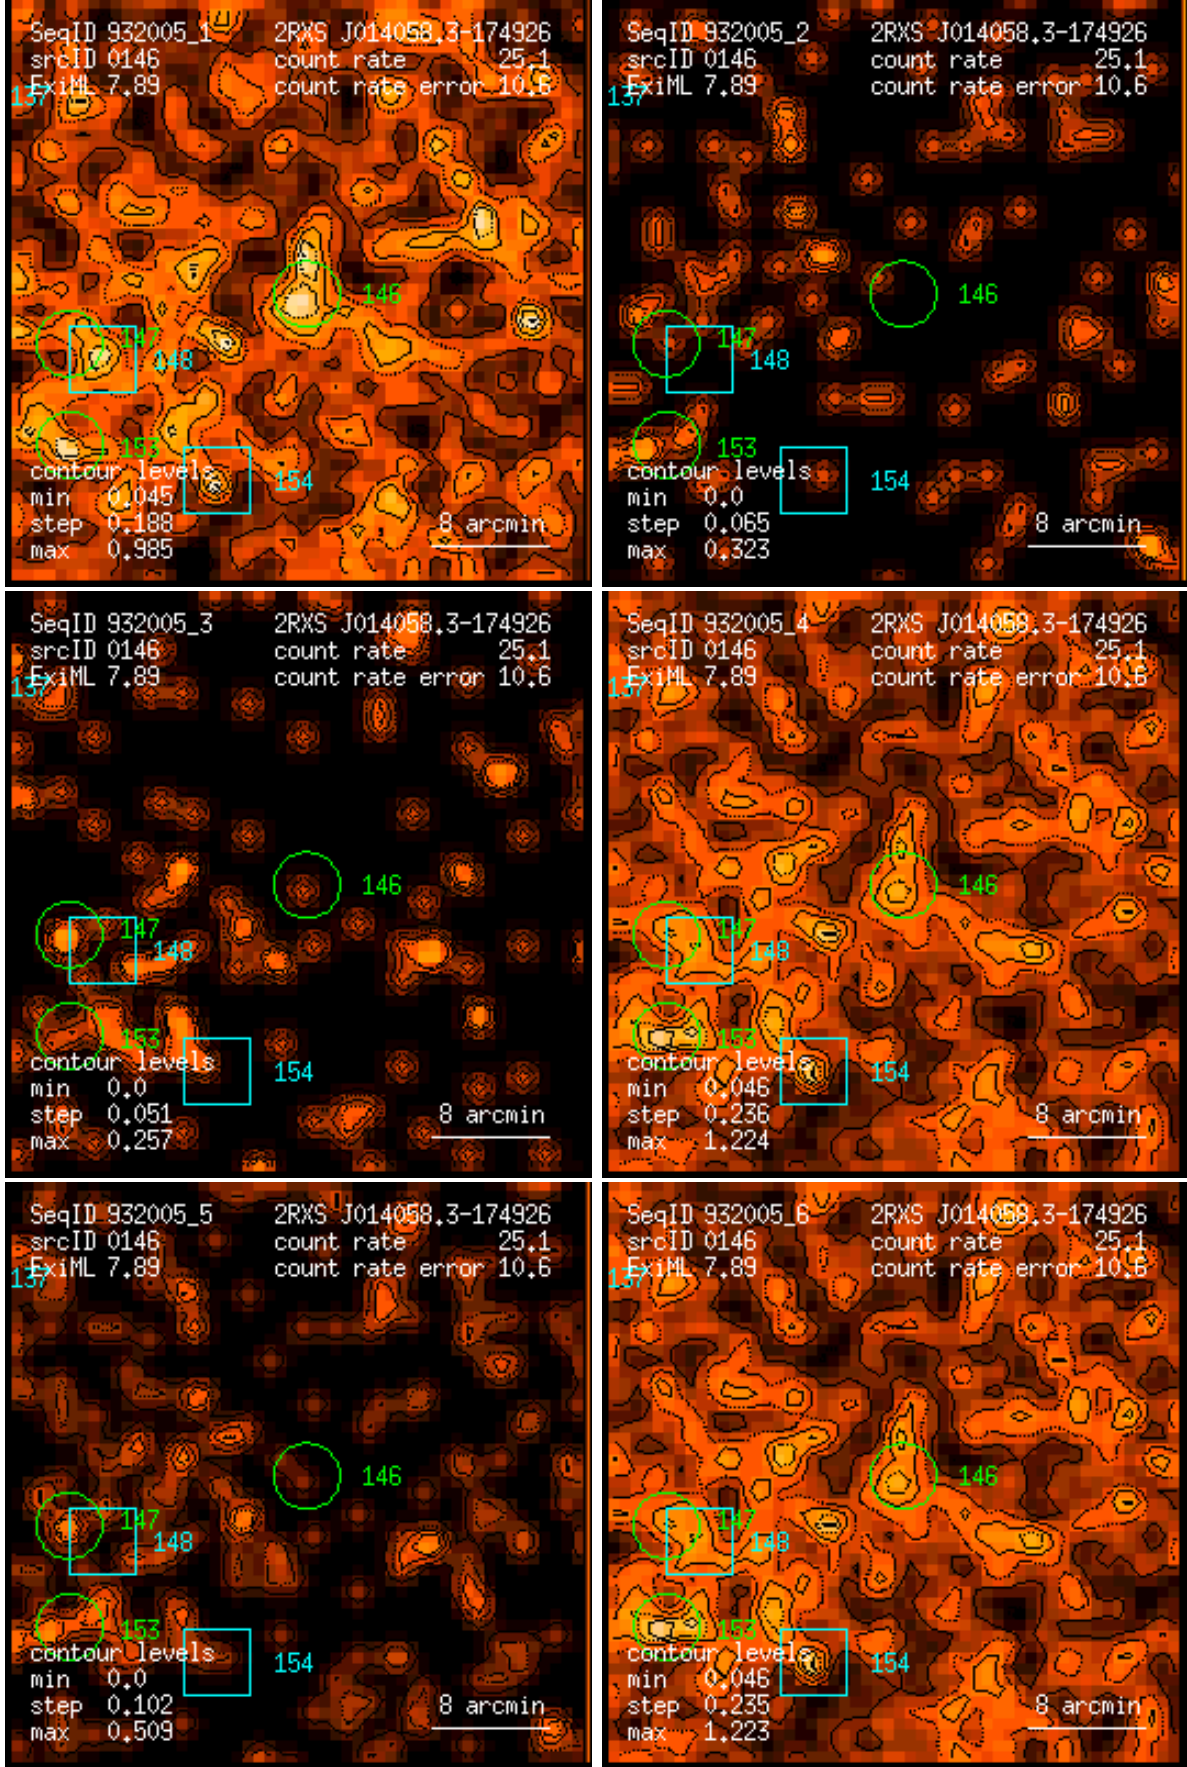 SeqID 932005_1 2RXS J014058.3-174926
srcID 0146 count rate 25.1
ExiML 7.89 count rate error 10.6
137
146
147
148
153
contour levels
154
min 0.045
step 0.188 8 arcmin
max 0.985
SeqID 932005_2 2RXS J014058.3-174926
srcID 0146 count rate 25.1
ExiML 7.89 count rate error 10.6
137
146
147
148
153
contour levels
154
min 0.0
step 0.065 8 arcmin
max 0.323
SeqID 932005_3 2RXS J014058.3-174926
srcID 0146 count rate 25.1
ExiML 7.89 count rate error 10.6
137
146
147
148
153
contour levels
154
min 0.0
step 0.051 8 arcmin
max 0.257
SeqID 932005_4 2RXS J014058.3-174926
srcID 0146 count rate 25.1
ExiML 7.89 count rate error 10.6
137
146
147
148
153
contour levels
154
min 0.046
step 0.236 8 arcmin
max 1.224
SeqID 932005_5 2RXS J014058.3-174926
srcID 0146 count rate 25.1
ExiML 7.89 count rate error 10.6
137
146
147
148
153
contour levels
154
min 0.0
step 0.102 8 arcmin
max 0.509
SeqID 932005_6 2RXS J014058.3-174926
srcID 0146 count rate 25.1
ExiML 7.89 count rate error 10.6
137
146
147
148
153
contour levels
154
min 0.046
step 0.235 8 arcmin
max 1.223